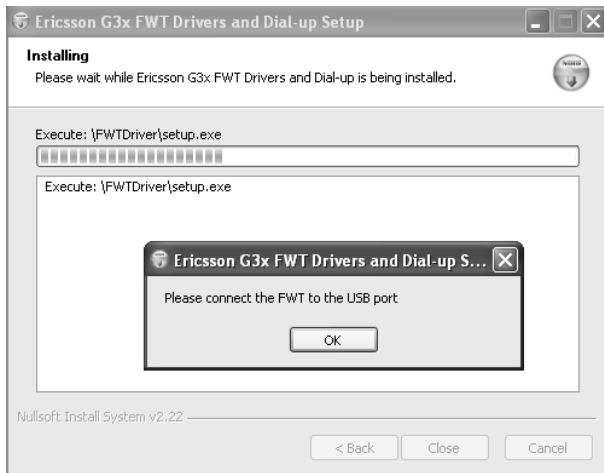 Ericsson G3x FWT Drivers and Dial-up Setup
Installing
Please wait while Ericsson G3x FWT Drivers and Dial-up is being installed.
Execute: \FWTDriver\setup.exe
Execute: \FWTDriver\setup.exe
Ericsson G3x FWT Drivers and Dial-up S...
Please connect the FWT to the USB port
OK
Nullsoft Install System v2.22
< Back Close Cancel